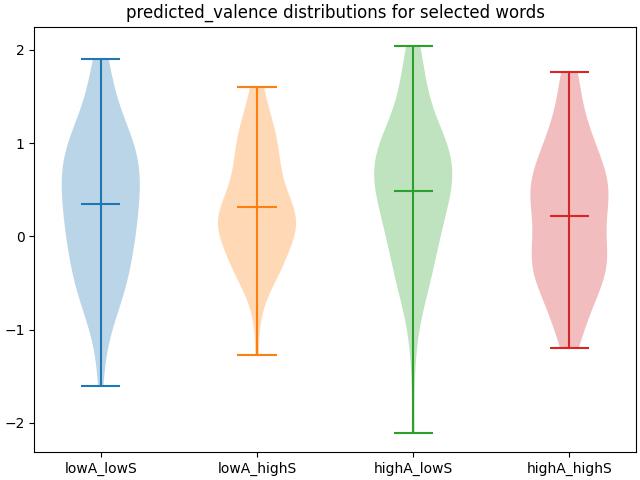 predicted_valence distributions for selected words
2
1
0
−1
−2
lowA_lowS lowA_highS highA_lowS highA_highS